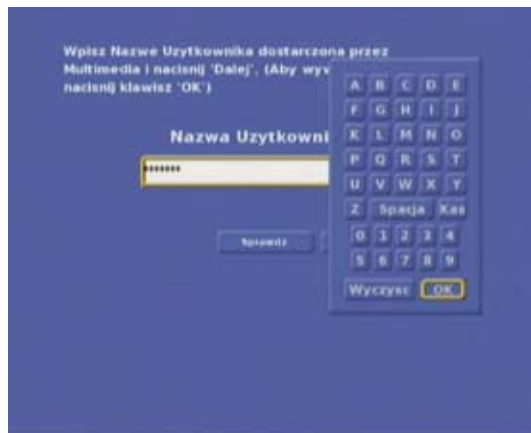 Wpisz Nazwe Uzytkownika dostarczona przez
Multimedia i nacisnij 'Dalej'. (Aby wyw
nacisnij klawisz 'OK')
Nazwa Uzytkowni
*******
Sprawdz
A B C D E
F G H I J
K L M N O
P Q R S T
U V W X Y
Z Spacja Kas
0 1 2 3 4
5 6 7 8 9
Wyczysc OK